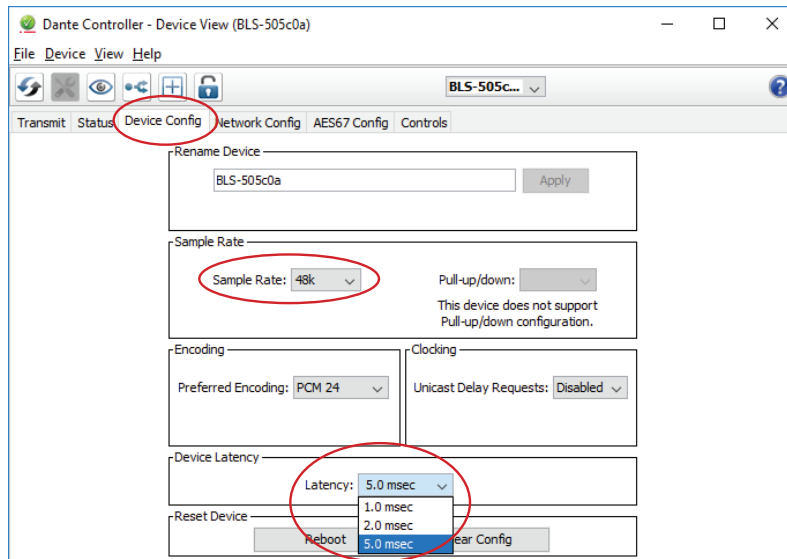 Dante Controller - Device View (BLS-505c0a)
File Device View Help
BLS-505c...
?
Transmit Status Device Config Network Config AES67 Config Controls
Rename Device
BLS-505c0a Apply
Sample Rate
Sample Rate: 48k Pull-up/down:
This device does not support
Pull-up/down configuration.
Encoding Clocking
Preferred Encoding: PCM 24 Unicast Delay Requests: Disabled
Device Latency
Latency: 5.0 msec
1.0 msec
2.0 msec
Reset Device
Reboot 5.0 msec ear Config